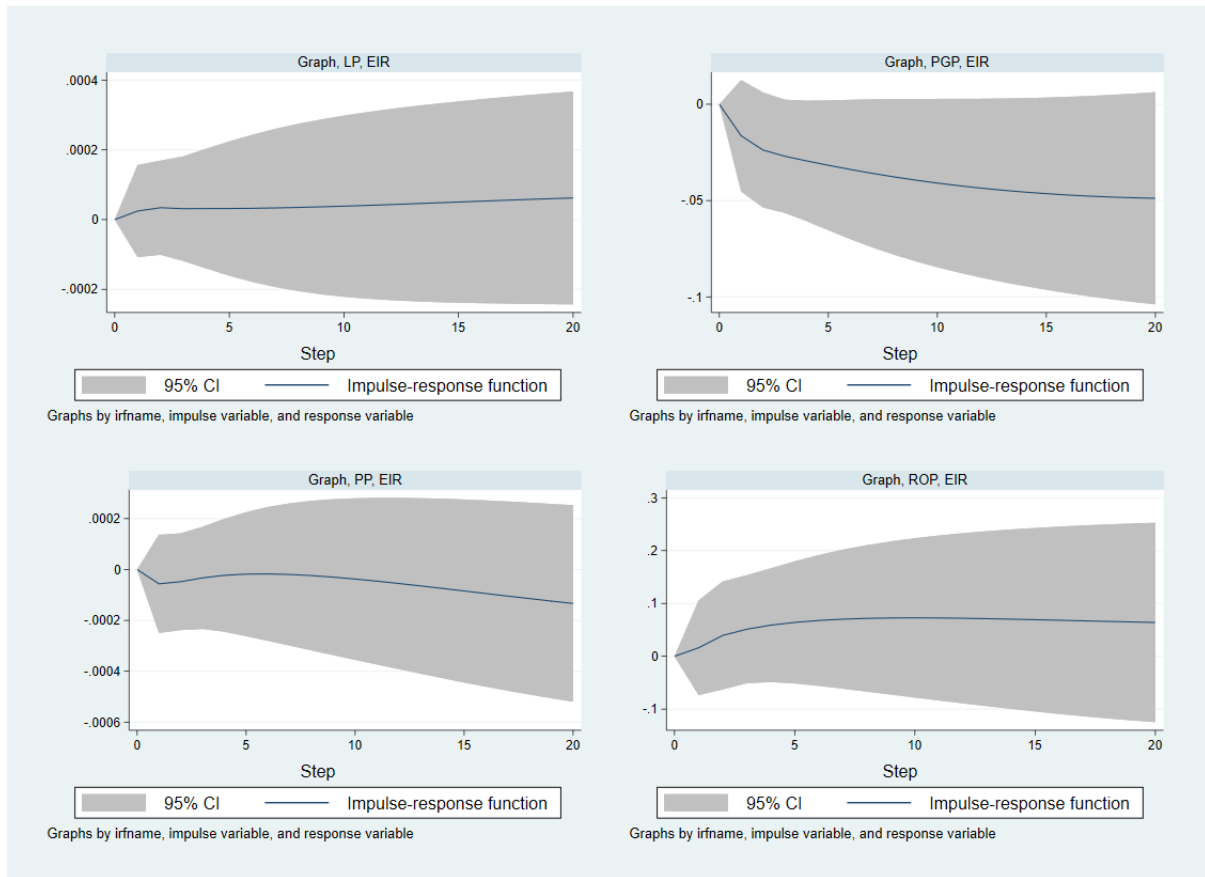 Graph, LP, EIR
.0004
.0002
0
-.0002
0 5 10 15 20
Step
95% CI Impulse-response function
Graphs by irfname, impulse variable, and response variable
Graph, PGP, EIR
0
-.05
-.1
0 5 10 15 20
Step
95% CI Impulse-response function
Graphs by irfname, impulse variable, and response variable
Graph, PP, EIR
.0002
0
-.0002
-.0004
-.0006
0 5 10 15 20
Step
95% CI Impulse-response function
Graphs by irfname, impulse variable, and response variable
Graph, ROP, EIR
.3
.2
.1
0
-.1
0 5 10 15 20
Step
95% CI Impulse-response function
Graphs by irfname, impulse variable, and response variable